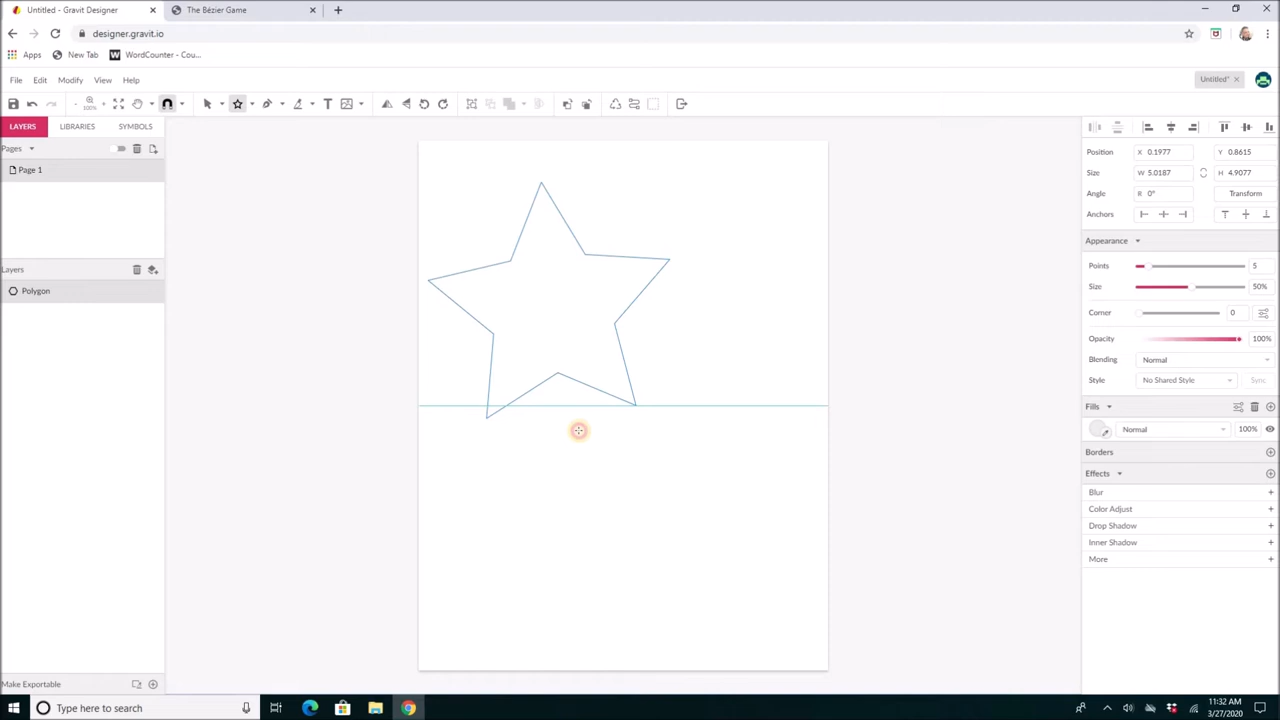 Untitled - Gravit Designer
The Bézier Game
designer.gravit.io
Apps New Tab WordCounter - Cou...
File Edit Modify View Help
Untitled*
100%
LAYERS LIBRARIES SYMBOLS
Pages
Page 1
Layers
Polygon
Make Exportable
Position X 0.1977 Y 0.8615
Size W 5.0187 H 4.9077
Angle R 0° Transform
Anchors
Appearance
Points 5
Size 50%
Corner 0
Opacity 100%
Blending Normal
Style No Shared Style Sync
Fills
Normal 100%
Borders
Effects
Blur
Color Adjust
Drop Shadow
Inner Shadow
More
Type here to search
11:32 AM
3/27/2020